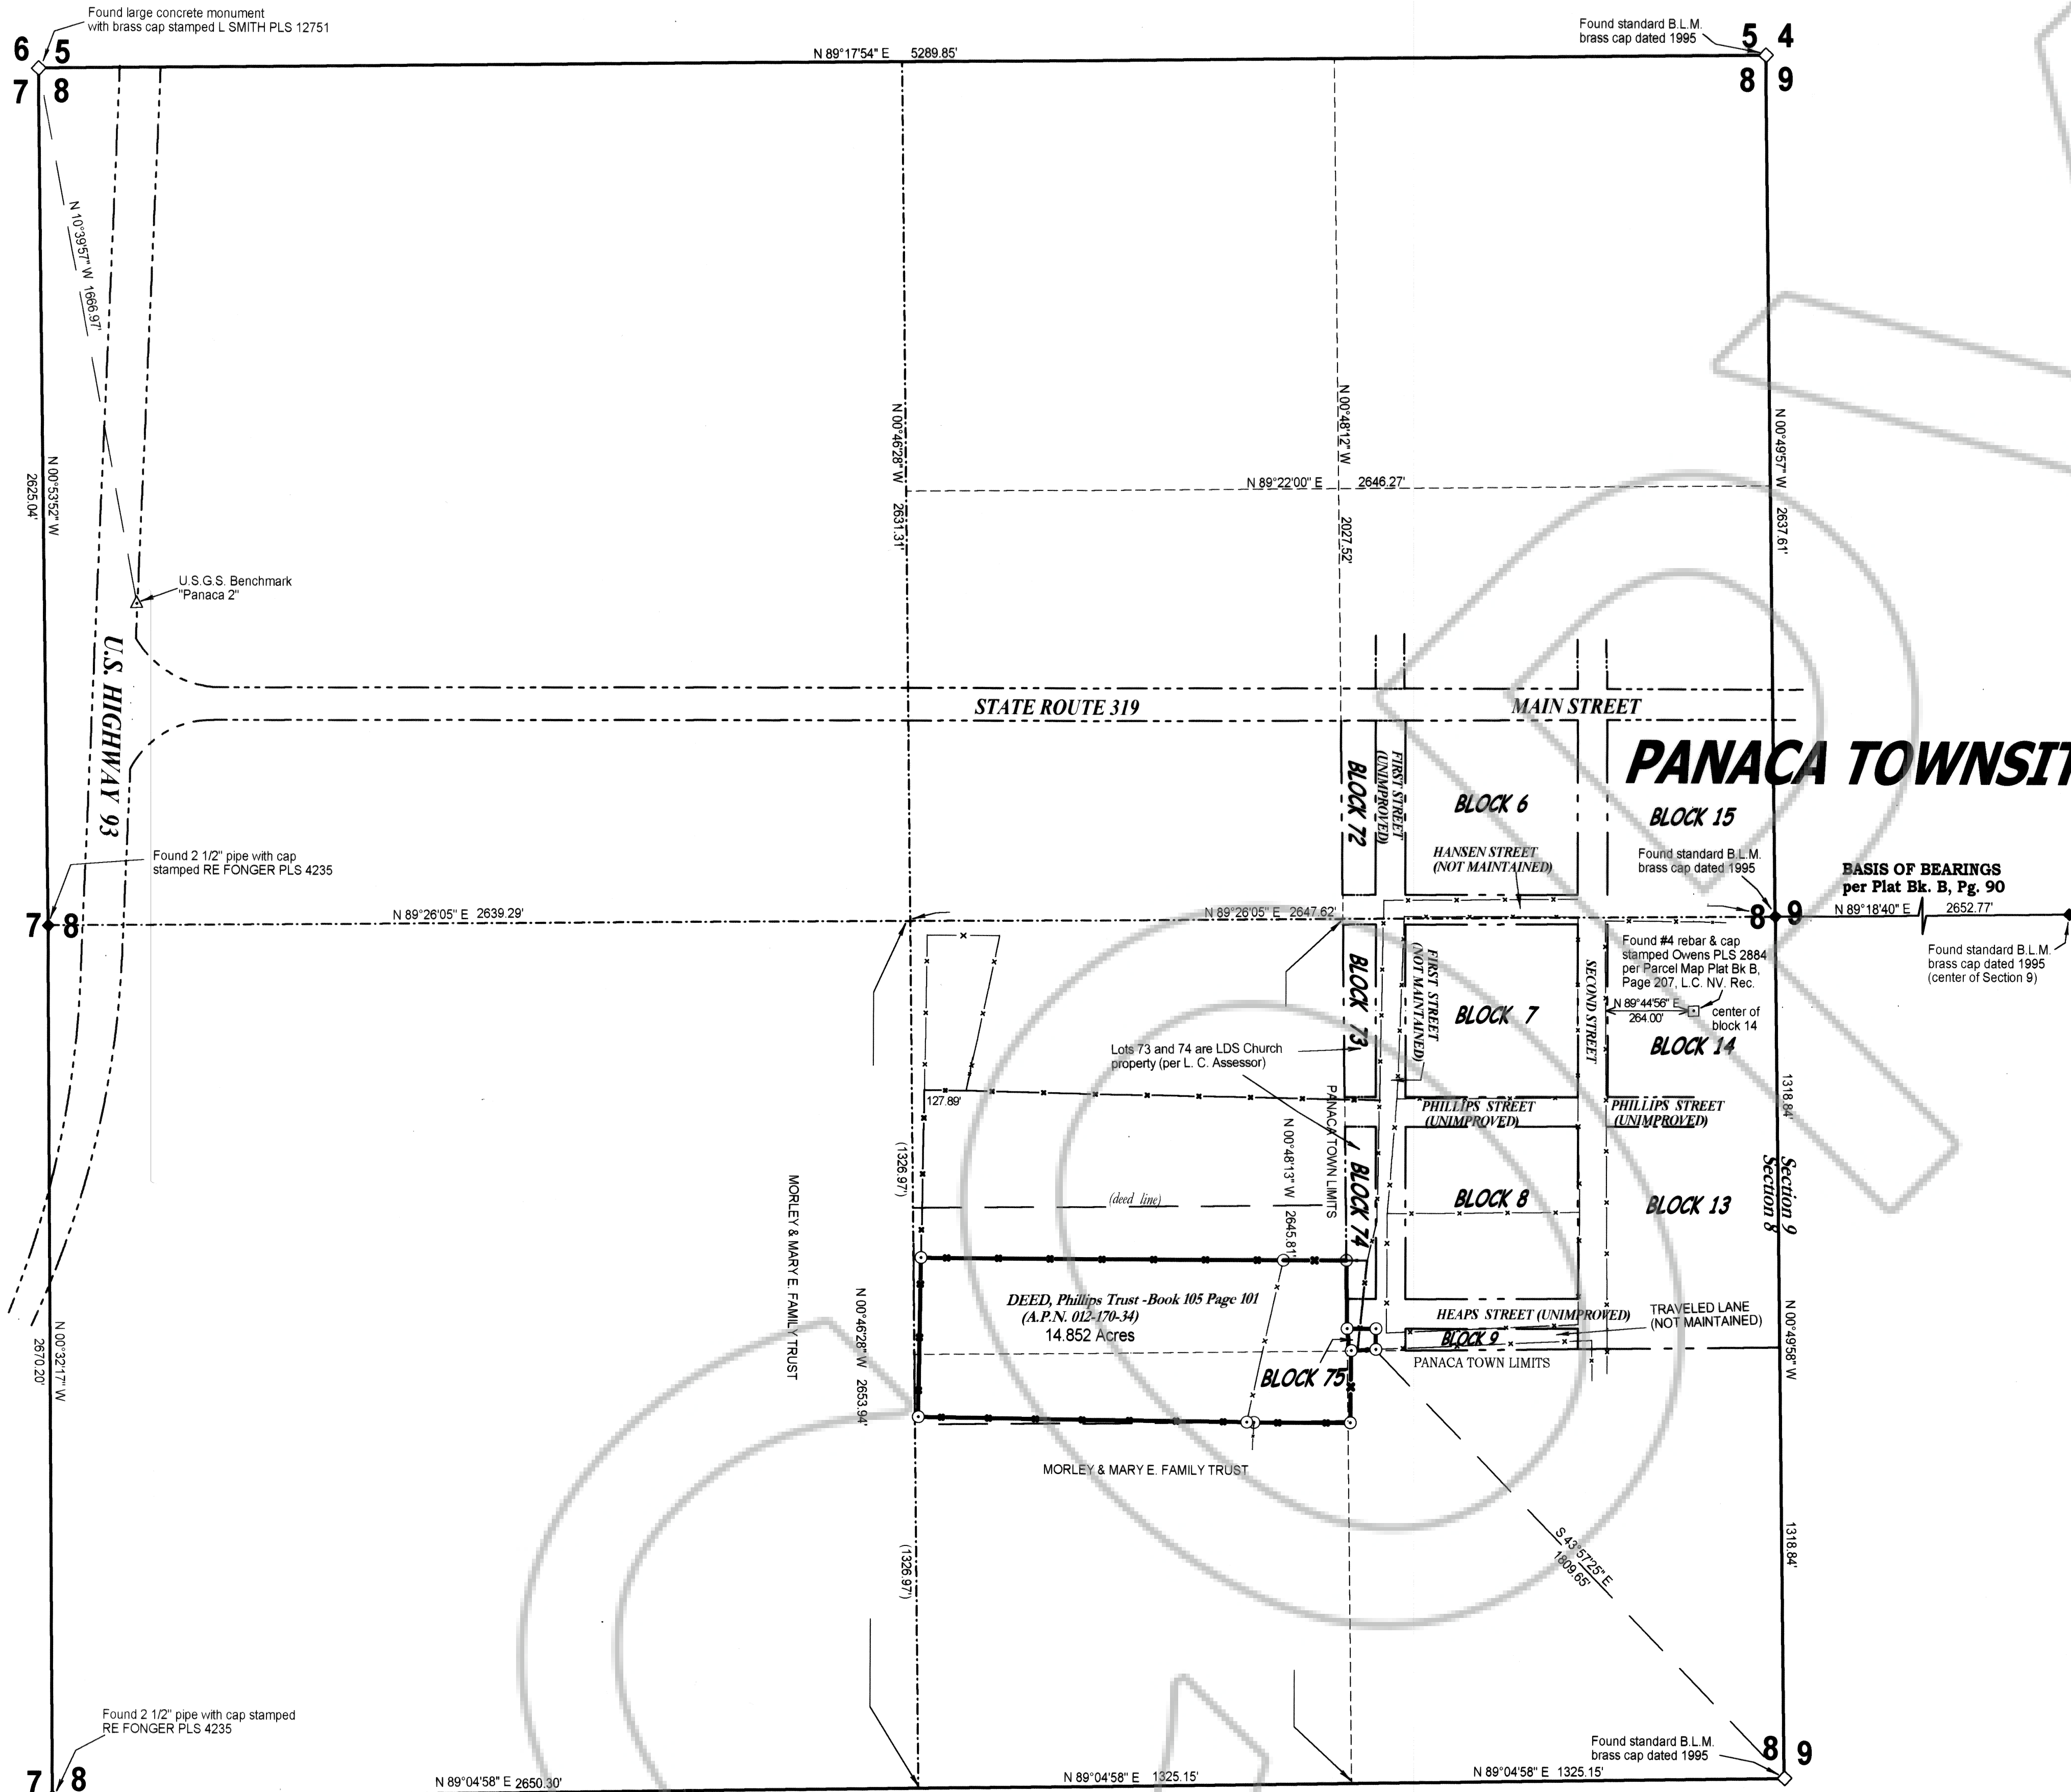 Found large concrete monument
with brass cap stamped L SMITH PLS 12751
6 5
7 8
N 89°17'54" E 5289.85'
Found standard B.L.M.
brass cap dated 1995
5 4
8 9
N 10°39'57" W 1666.97'
N 00°53'52" W
2625.04'
N 00°46'28" W 2631.31'
N 00°48'12" W 2027.52'
N 00°49'57" W 2637.61'
N 89°22'00" E 2646.27'
U.S.G.S. Benchmark
"Panaca 2"
U.S. HIGHWAY 93
STATE ROUTE 319
MAIN STREET
PANACA TOWNSIT
BLOCK 72
FIRST STREET
(UNIMPROVED)
BLOCK 6
BLOCK 15
HANSEN STREET
(NOT MAINTAINED)
Found standard B.L.M.
brass cap dated 1995
BASIS OF BEARINGS
per Plat Bk. B, Pg. 90
N 89°18'40" E 2652.77'
Found 2 1/2" pipe with cap
stamped RE FONGER PLS 4235
7 8
N 89°26'05" E 2639.29'
N 89°26'05" E 2647.62'
8 9
Found standard B.L.M.
brass cap dated 1995
(center of Section 9)
BLOCK 73
FIRST STREET
(NOT MAINTAINED)
BLOCK 7
SECOND STREET
Found #4 rebar & cap
stamped Owens PLS 2884
per Parcel Map Plat Bk B,
Page 207, L.C. NV. Rec.
N 89°44'56" E
264.00'
center of
block 14
BLOCK 14
Lots 73 and 74 are LDS Church
property (per L. C. Assessor)
127.89'
PANACA TOWN LIMITS
PHILLIPS STREET
(UNIMPROVED)
PHILLIPS STREET
(UNIMPROVED)
1318.84'
(1326.97')
N 00°48'13" W 2645.81'
BLOCK 74
BLOCK 8
BLOCK 13
Section 9
Section 8
(deed line)
MORLEY & MARY E. FAMILY TRUST
N 00°46'28" W 2653.94'
DEED, Phillips Trust -Book 105 Page 101
(A.P.N. 012-170-34)
14.852 Acres
HEAPS STREET (UNIMPROVED)
TRAVELED LANE
(NOT MAINTAINED)
BLOCK 9
PANACA TOWN LIMITS
BLOCK 75
N 00°49'58" W
N 00°32'17" W
2670.20'
MORLEY & MARY E. FAMILY TRUST
S 43°57'25" E
1809.65'
1318.84'
(1326.97')
Found 2 1/2" pipe with cap stamped
RE FONGER PLS 4235
7 8
N 89°04'58" E 2650.30'
N 89°04'58" E 1325.15'
N 89°04'58" E 1325.15'
Found standard B.L.M.
brass cap dated 1995
8 9